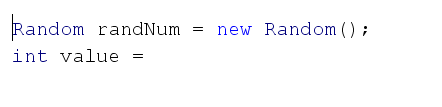 Random randNum = new Random();
int value =